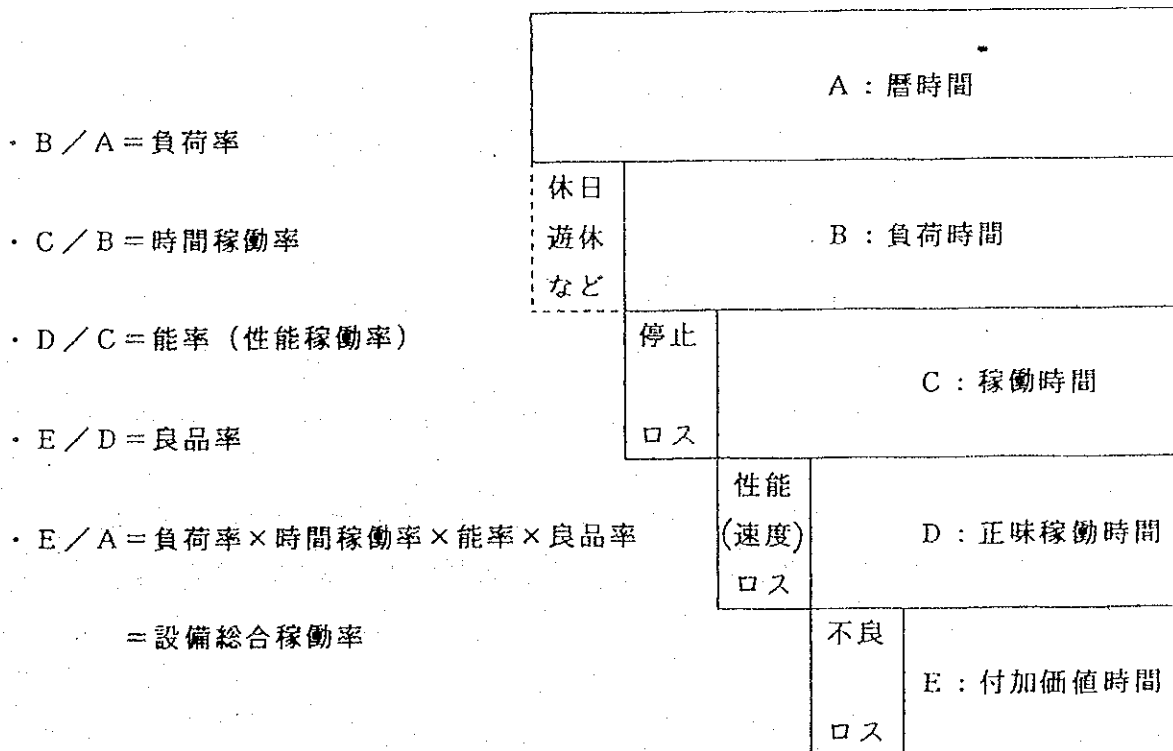 A：暦時間
・B／A＝負荷率
休日
遊休
など
B：負荷時間
・C／B＝時間稼働率
・D／C＝能率（性能稼働率）
停止
ロス
C：稼働時間
・E／D＝良品率
性能
(速度)
ロス
D：正味稼働時間
・E／A＝負荷率×時間稼働率×能率×良品率
＝設備総合稼働率
不良
ロス
E：付加価値時間